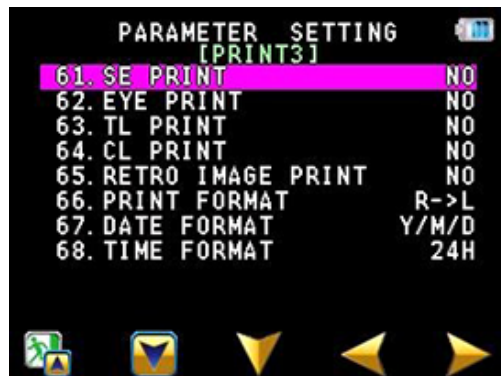 PARAMETER SETTING
[PRINT3]
61. SE PRINT NO
62. EYE PRINT NO
63. TL PRINT NO
64. CL PRINT NO
65. RETRO IMAGE PRINT NO
66. PRINT FORMAT R->L
67. DATE FORMAT Y/M/D
68. TIME FORMAT 24H